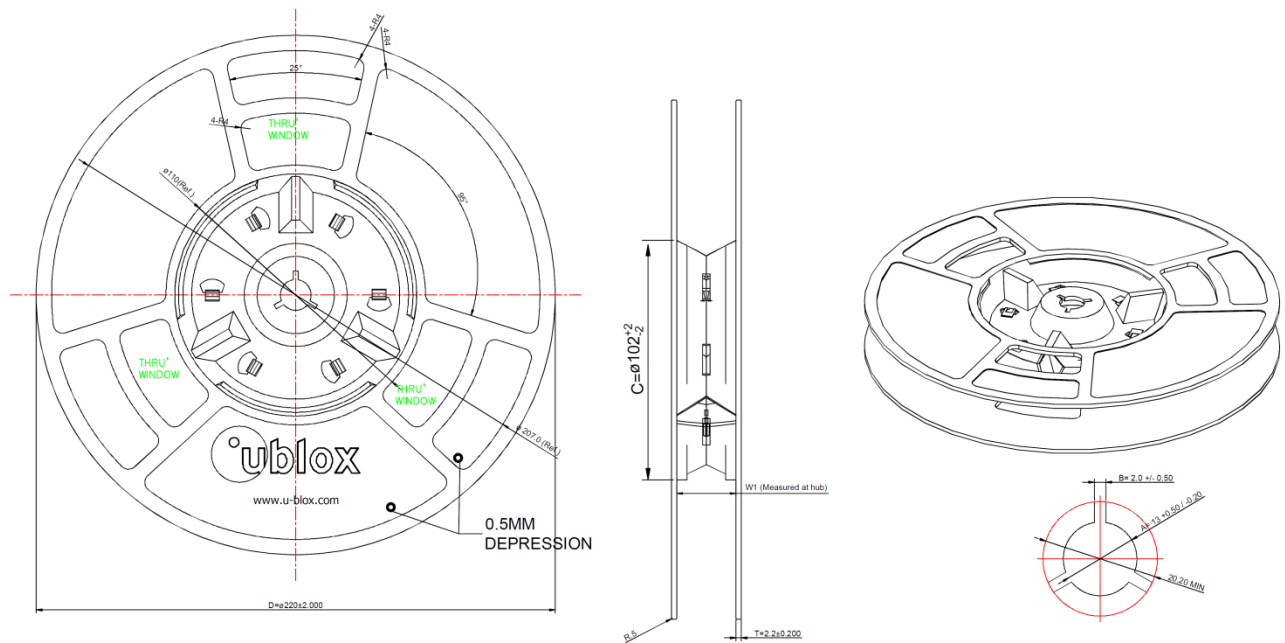 4-R4
4-R4
25°
4-R4
THRU'
WINDOW
ø110(Ref.)
95°
THRU'
WINDOW
THRU'
WINDOW
ø 207.0 (Ref.)
ublox
www.u-blox.com
0.5MM
DEPRESSION
D=ø220±2.000
C=ø102+2-2
W1 (Measured at hub)
R.5
T=2.2±0.200
B= 2.0 +/- 0.50
A= 13 +0.50 / -0.20
20.20 MIN